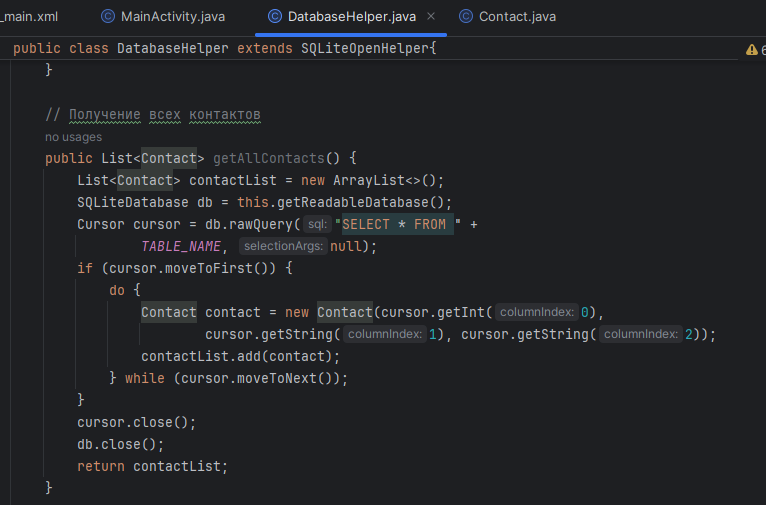 _main.xml MainActivity.java DatabaseHelper.java × Contact.java
public class DatabaseHelper extends SQLiteOpenHelper{ 6
}
// Получение всех контактов
no usages
public List<Contact> getAllContacts() {
List<Contact> contactList = new ArrayList<>();
SQLiteDatabase db = this.getReadableDatabase();
Cursor cursor = db.rawQuery( sql: "SELECT * FROM " +
TABLE_NAME, selectionArgs: null);
if (cursor.moveToFirst()) {
do {
Contact contact = new Contact(cursor.getInt( columnIndex: 0),
cursor.getString( columnIndex: 1), cursor.getString( columnIndex: 2));
contactList.add(contact);
} while (cursor.moveToNext());
}
cursor.close();
db.close();
return contactList;
}